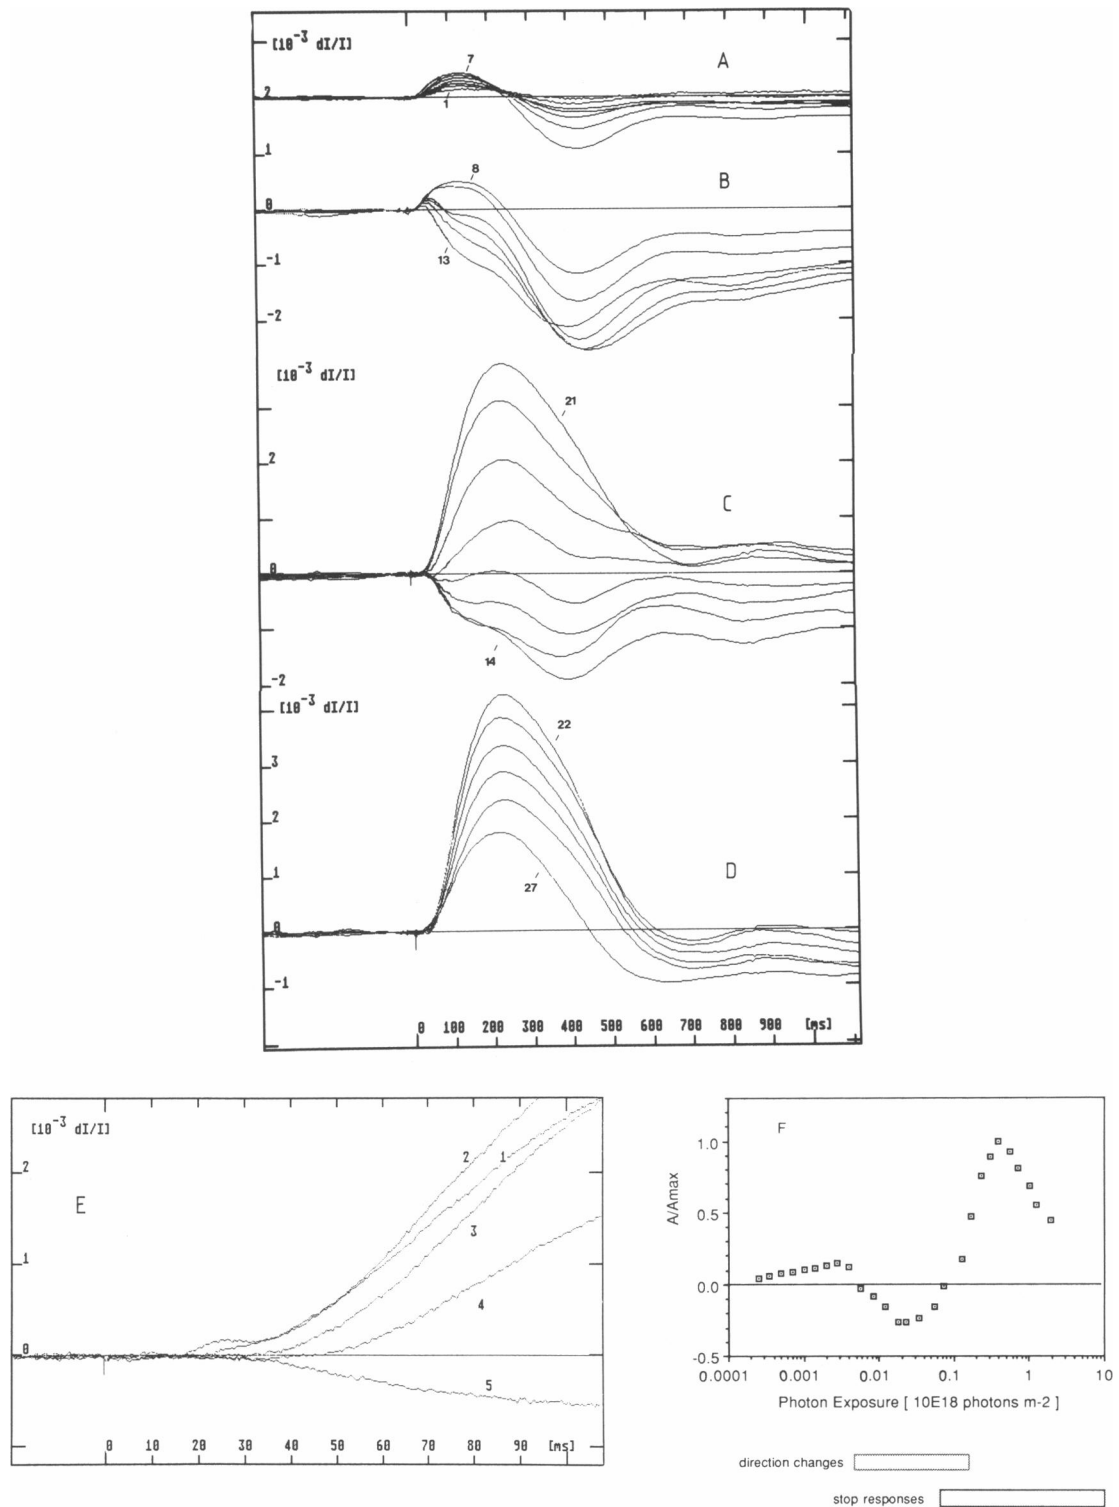 [10⁻³ dI/I]
7
A
2
1
1
8
B
0
13
-1
-2
[10⁻³ dI/I]
21
2
C
0
14
-2
[10⁻³ dI/I]
22
3
2
1
D
27
0
-1
0 100 200 300 400 500 600 700 800 900 [ms]
[10⁻³ dI/I]
F
1.0
2
2 1
E
A/Amax
3
0.5
1
4
0.0
0
5
-0.5
0.0001 0.001 0.01 0.1 1 10
Photon Exposure [ 10E18 photons m-2 ]
0 10 20 30 40 50 60 70 80 90 [ms]
direction changes
stop responses